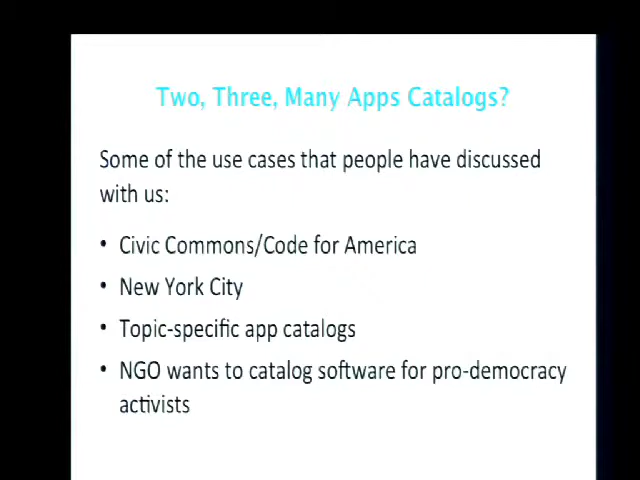 Two, Three, Many Apps Catalogs?
Some of the use cases that people have discussed
with us:
• Civic Commons/Code for America
• New York City
• Topic-specific app catalogs
• NGO wants to catalog software for pro-democracy
activists